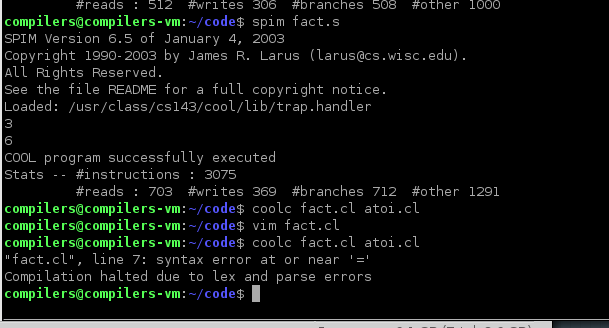 #reads : 512 #writes 306 #branches 508 #other 1000
compilers@compilers-vm:~/code$ spim fact.s
SPIM Version 6.5 of January 4, 2003
Copyright 1990-2003 by James R. Larus (larus@cs.wisc.edu).
All Rights Reserved.
See the file README for a full copyright notice.
Loaded: /usr/class/cs143/cool/lib/trap.handler
3
6
COOL program successfully executed
Stats -- #instructions : 3075
#reads : 703 #writes 369 #branches 712 #other 1291
compilers@compilers-vm:~/code$ coolc fact.cl atoi.cl
compilers@compilers-vm:~/code$ vim fact.cl
compilers@compilers-vm:~/code$ coolc fact.cl atoi.cl
"fact.cl", line 7: syntax error at or near '='
Compilation halted due to lex and parse errors
compilers@compilers-vm:~/code$